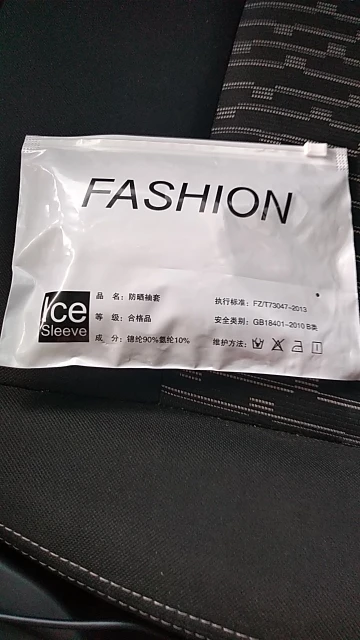 FASHION
Ice
Sleeve
品 名：防晒袖套
等 级：合格品
成 分：锦纶90%氨纶10%
执行标准：FZ/T73047-2013
安全类别：GB18401-2010 B类
维护方法：